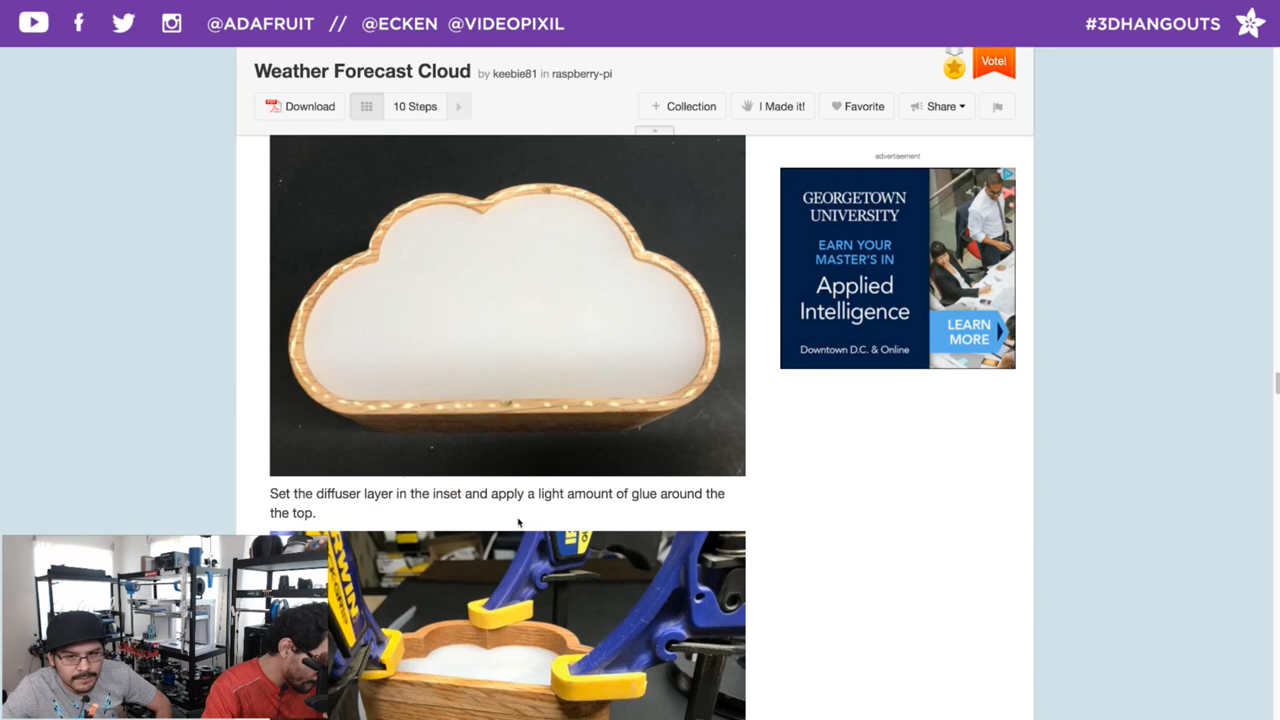 @ADAFRUIT // @ECKEN @VIDEOPIXIL
#3DHANGOUTS
Weather Forecast Cloud by keebie81 in raspberry-pi
Vote!
Download
10 Steps
+ Collection
I Made it!
Favorite
Share
advertisement
GEORGETOWN
UNIVERSITY
EARN YOUR
MASTER'S IN
Applied
Intelligence
LEARN
MORE
Downtown D.C. & Online
Set the diffuser layer in the inset and apply a light amount of glue around the
the top.
IRWIN